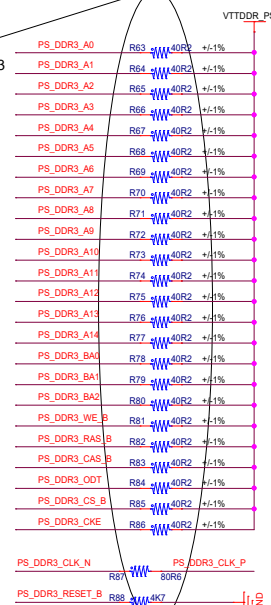 VTTDDR_PS
3
PS_DDR3_A0 R63 40R2 +/-1%
PS_DDR3_A1 R64 40R2 +/-1%
PS_DDR3_A2 R65 40R2 +/-1%
PS_DDR3_A3 R66 40R2 +/-1%
PS_DDR3_A4 R67 40R2 +/-1%
PS_DDR3_A5 R68 40R2 +/-1%
PS_DDR3_A6 R69 40R2 +/-1%
PS_DDR3_A7 R70 40R2 +/-1%
PS_DDR3_A8 R71 40R2 +/-1%
PS_DDR3_A9 R72 40R2 +/-1%
PS_DDR3_A10 R73 40R2 +/-1%
PS_DDR3_A11 R74 40R2 +/-1%
PS_DDR3_A12 R75 40R2 +/-1%
PS_DDR3_A13 R76 40R2 +/-1%
PS_DDR3_A14 R77 40R2 +/-1%
PS_DDR3_BA0 R78 40R2 +/-1%
PS_DDR3_BA1 R79 40R2 +/-1%
PS_DDR3_BA2 R80 40R2 +/-1%
PS_DDR3_WE_B R81 40R2 +/-1%
PS_DDR3_RAS_B R82 40R2 +/-1%
PS_DDR3_CAS_B R83 40R2 +/-1%
PS_DDR3_ODT R84 40R2 +/-1%
PS_DDR3_CS_B R85 40R2 +/-1%
PS_DDR3_CKE R86 40R2 +/-1%
PS_DDR3_CLK_N PS_DDR3_CLK_P
R87 80R6
PS_DDR3_RESET_B R88 4K7 GND